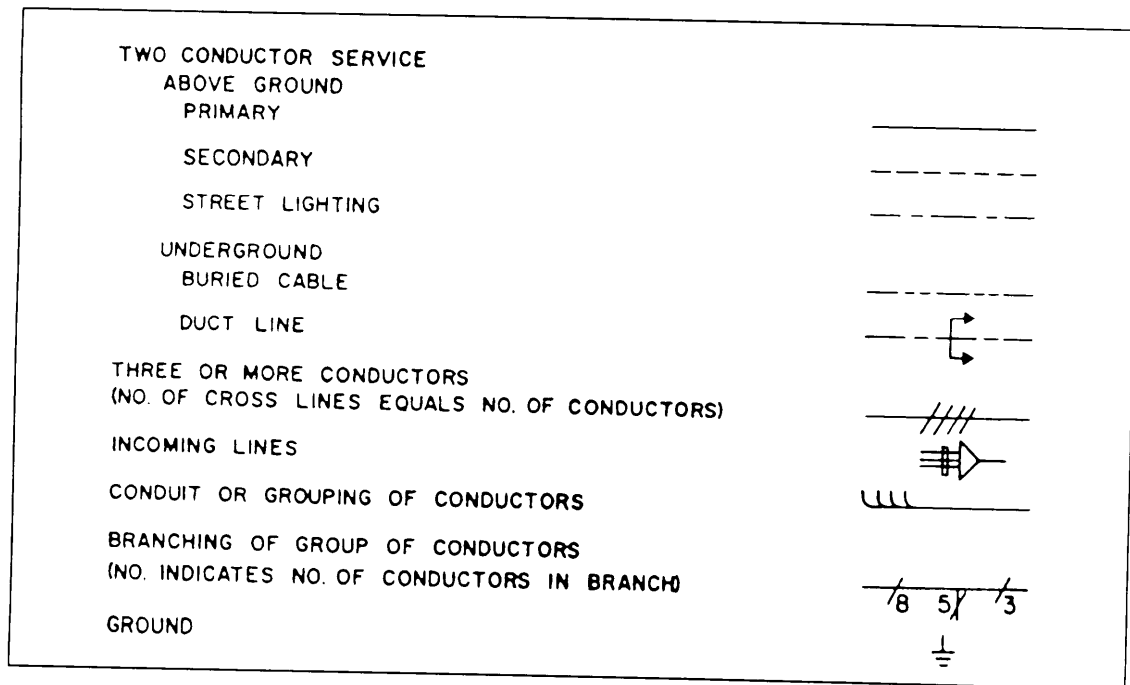 TWO CONDUCTOR SERVICE
ABOVE GROUND
PRIMARY
SECONDARY
STREET LIGHTING
UNDERGROUND
BURIED CABLE
DUCT LINE
THREE OR MORE CONDUCTORS
(NO. OF CROSS LINES EQUALS NO. OF CONDUCTORS)
INCOMING LINES
CONDUIT OR GROUPING OF CONDUCTORS
BRANCHING OF GROUP OF CONDUCTORS
(NO. INDICATES NO. OF CONDUCTORS IN BRANCH)
8 5 3
GROUND